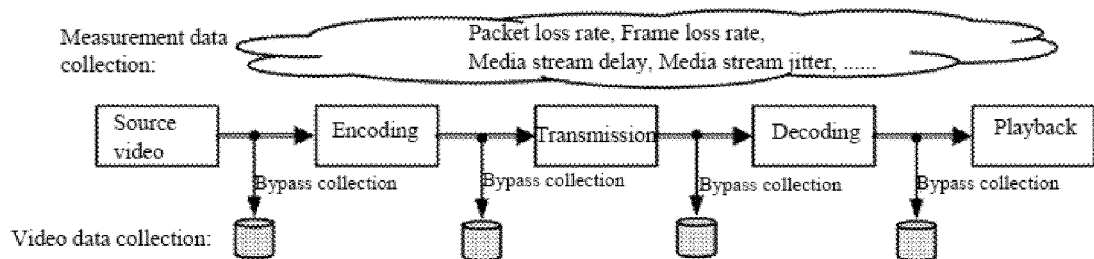 Measurement data
collection:
Packet loss rate, Frame loss rate,
Media stream delay, Media stream jitter, ......
Source
video
Encoding
Transmission
Decoding
Playback
Bypass collection
Bypass collection
Bypass collection
Bypass collection
Video data collection: